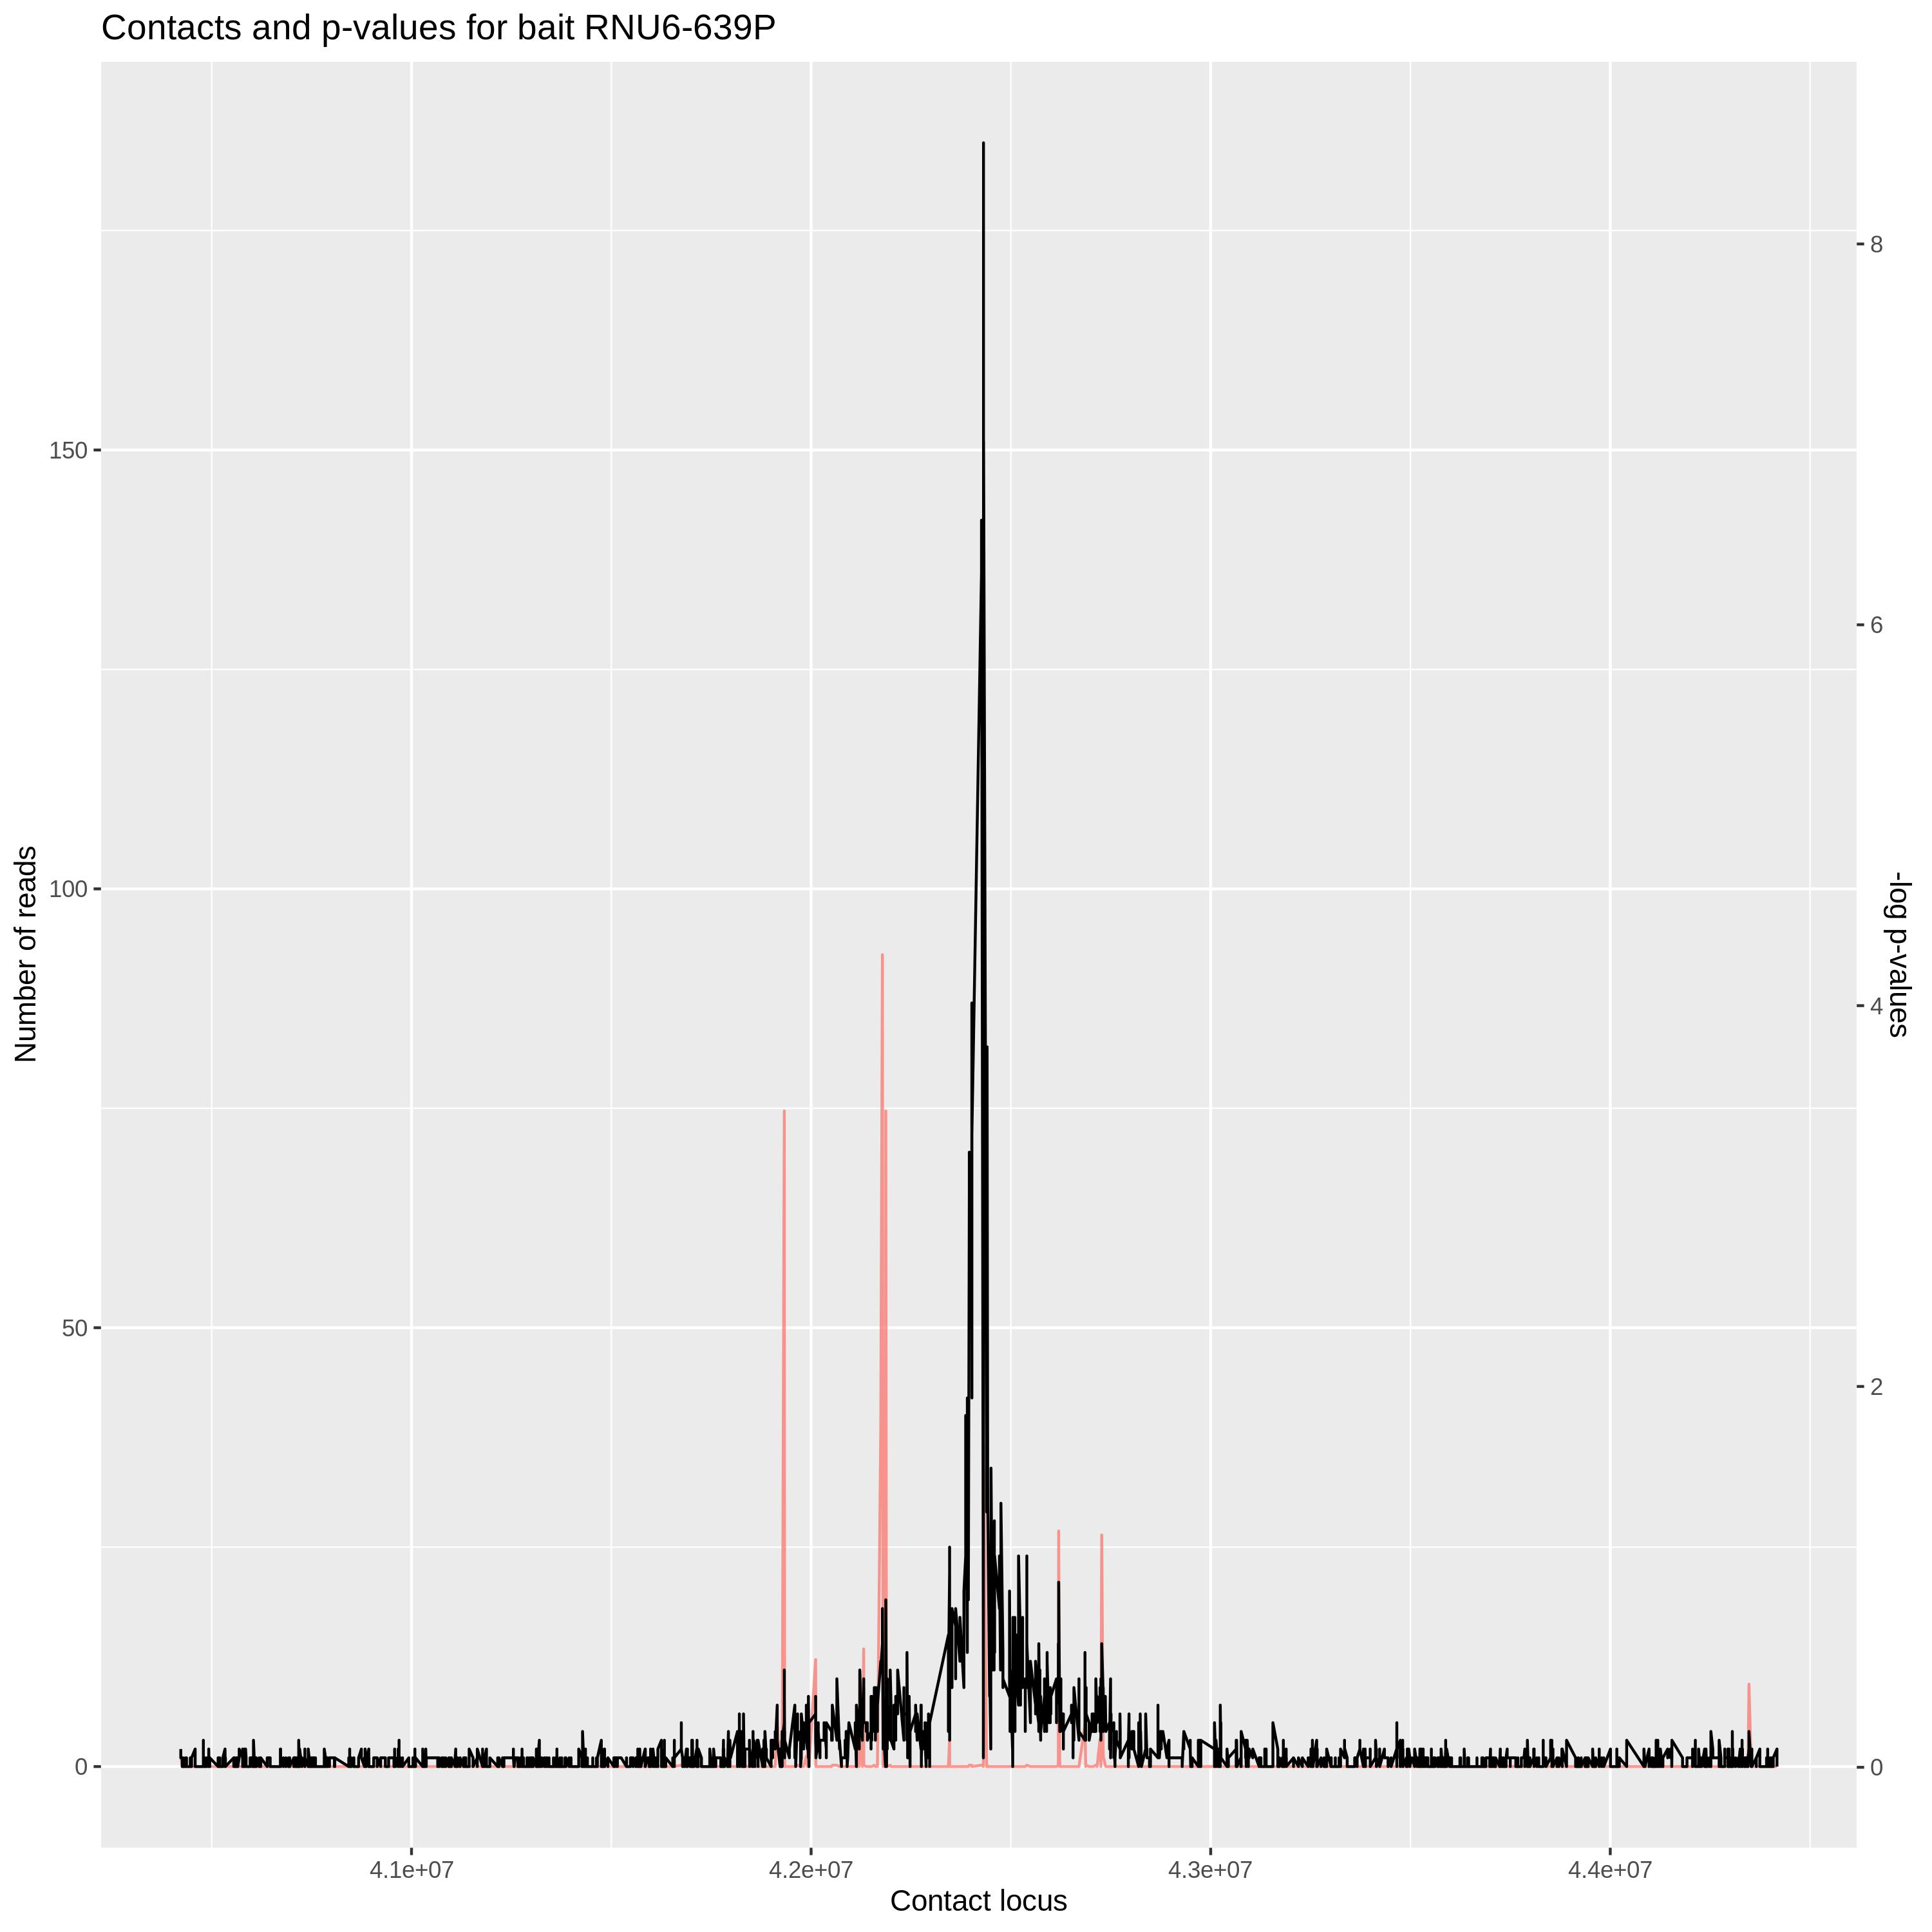 Contacts and p-values for bait RNU6-639P
150
100
50
0
Number of reads
8
6
4
2
0
-log p-values
4.1e+07
4.2e+07
4.3e+07
4.4e+07
Contact locus